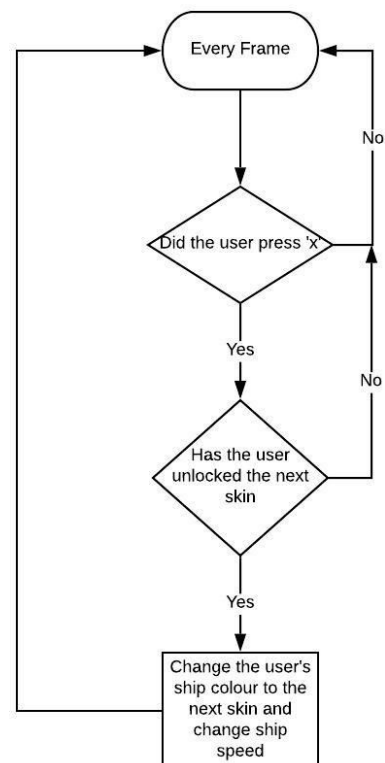 Every Frame
No
Did the user press 'x'
Yes
No
Has the user
unlocked the next
skin
Yes
Change the user's
ship colour to the
next skin and
change ship
speed